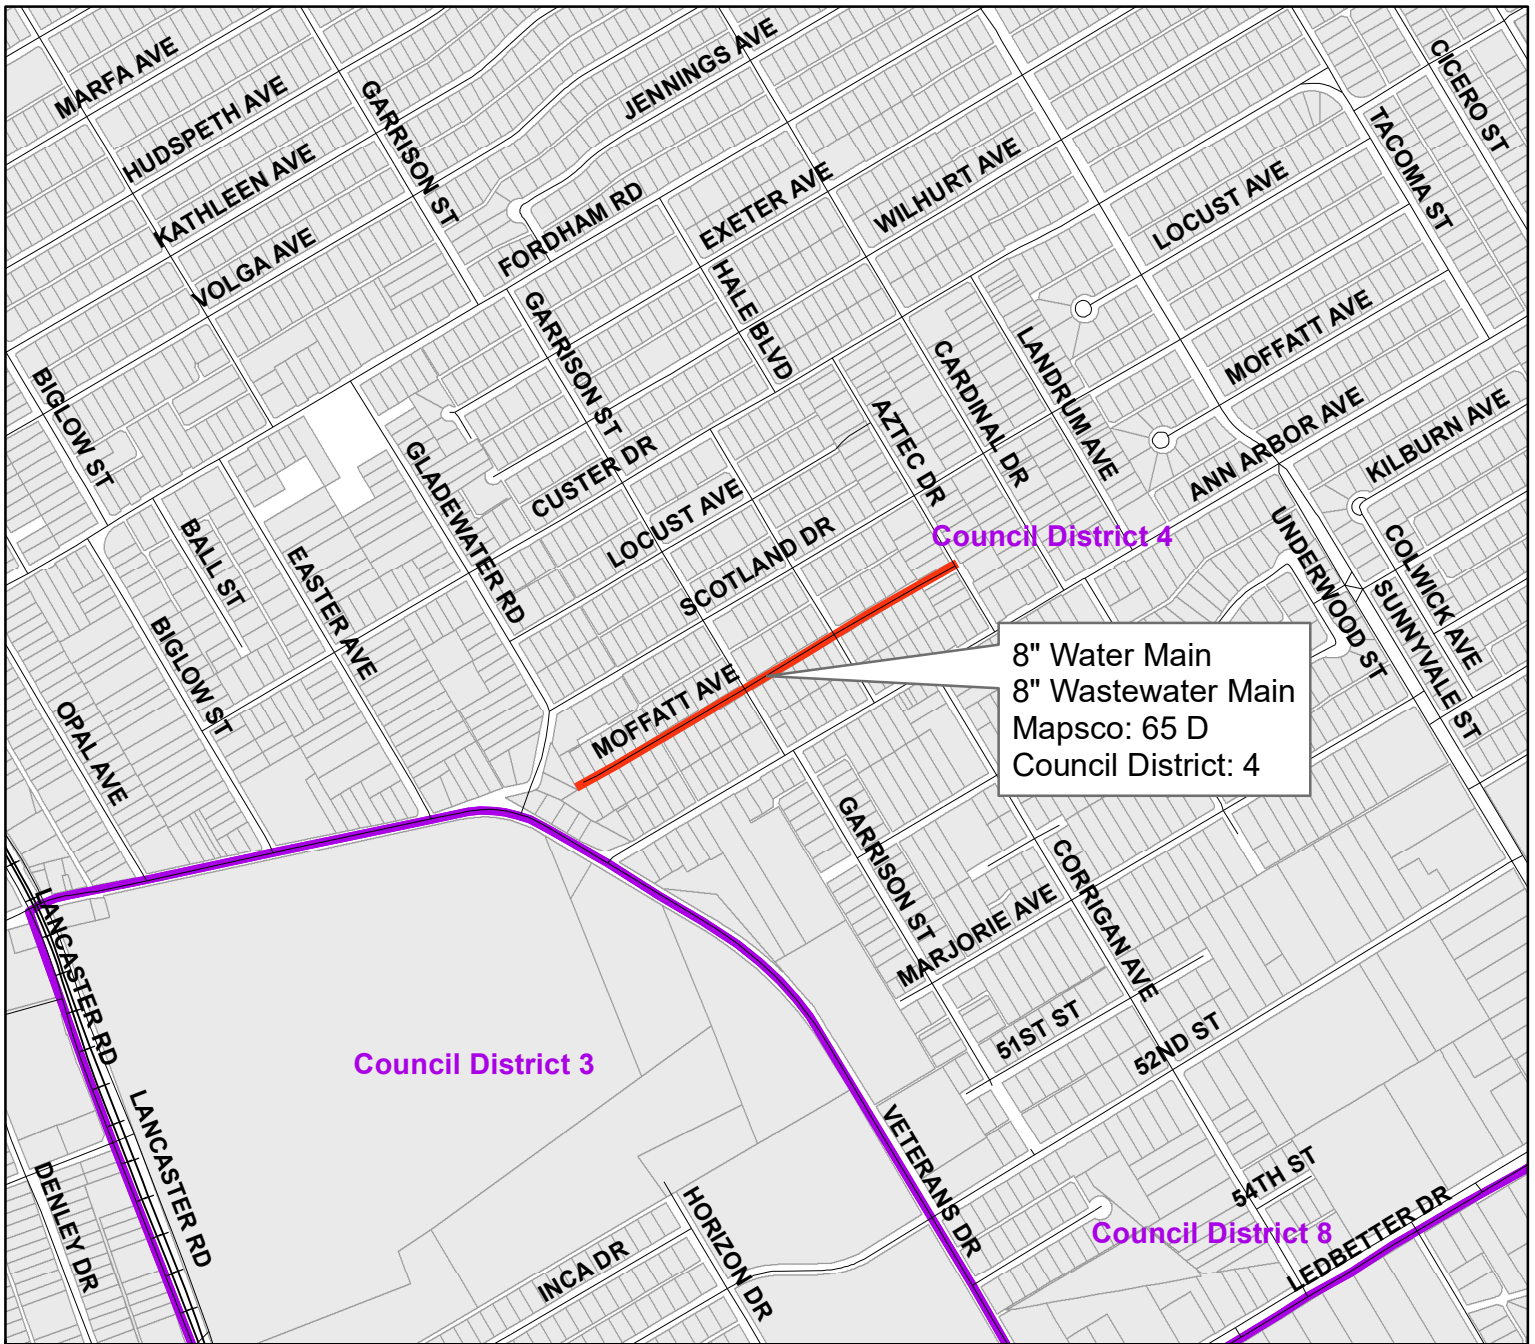 MARFA AVE
HUDSPETH AVE
KATHLEEN AVE
VOLGA AVE
GARRISON ST
JENNINGS AVE
FORDHAM RD
EXETER AVE
WILHURT AVE
LOCUST AVE
CICERO ST
TACOMA ST
HALE BLVD
GARRISON ST
BIGLOW ST
GLADEWATER RD
CUSTER DR
LOCUST AVE
SCOTLAND DR
AZTEC DR
CARDINAL DR
LANDRUM AVE
MOFFATT AVE
ANN ARBOR AVE
KILBURN AVE
Council District 4
BALL ST
EASTER AVE
BIGLOW ST
OPAL AVE
MOFFATT AVE
UNDERWOOD ST
COLWICK AVE
SUNNYVALE ST
8" Water Main
8" Wastewater Main
Mapsco: 65 D
Council District: 4
GARRISON ST
CORRIGAN AVE
MARJORIE AVE
LANCASTER RD
51ST ST
52ND ST
Council District 3
LANCASTER RD
DENLEY DR
VETERANS DR
54TH ST
HORIZON DR
INCA DR
Council District 8
LEDBETTER DR